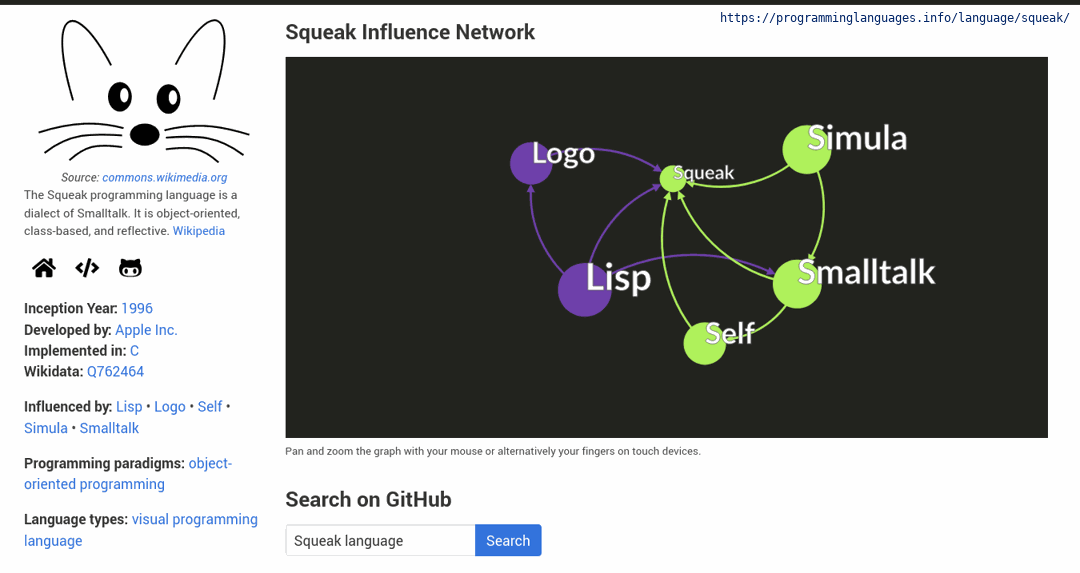 https://programminglanguages.info/language/squeak/
Source: commons.wikimedia.org
The Squeak programming language is a
dialect of Smalltalk. It is object-oriented,
class-based, and reflective. Wikipedia
Inception Year: 1996
Developed by: Apple Inc.
Implemented in: C
Wikidata: Q762464
Influenced by: Lisp • Logo • Self •
Simula • Smalltalk
Programming paradigms: object-
oriented programming
Language types: visual programming
language
Squeak Influence Network
Simula
Logo
Squeak
Smalltalk
Lisp
Self
Pan and zoom the graph with your mouse or alternatively your fingers on touch devices.
Search on GitHub
Squeak language
Search